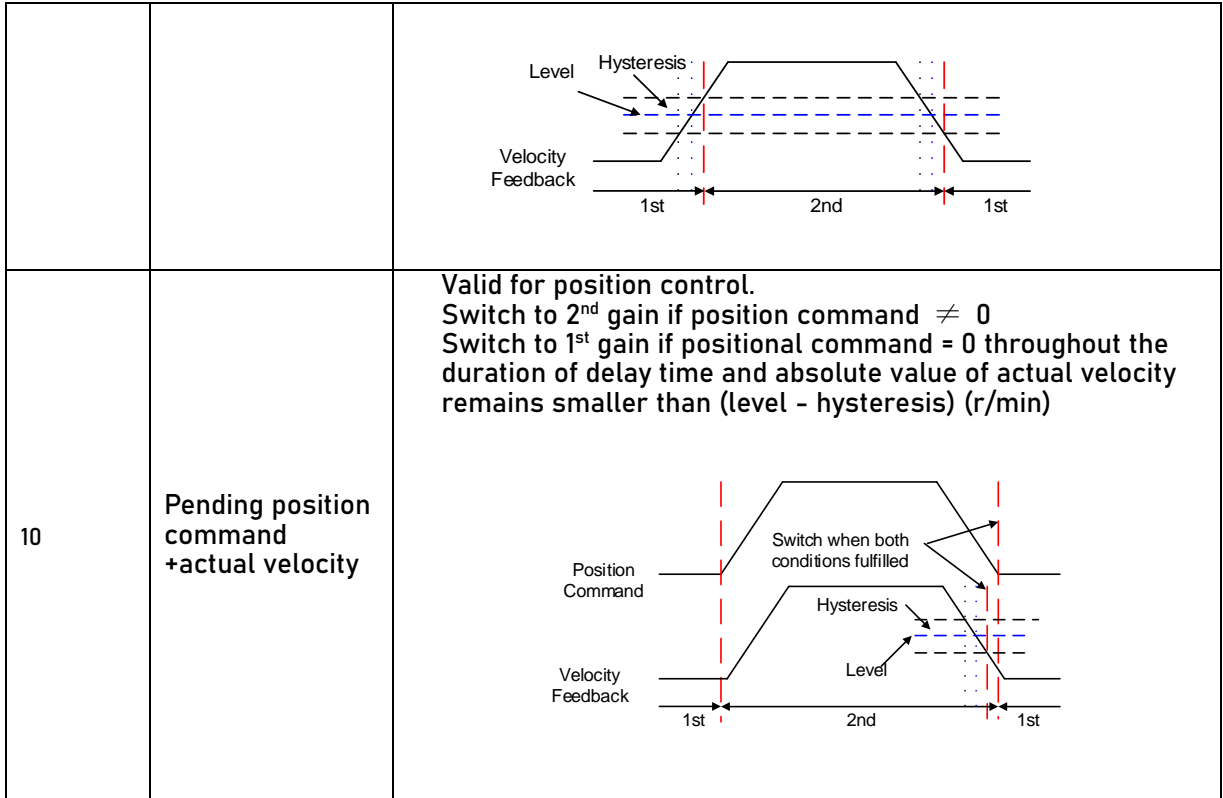 Level
Hysteresis
Velocity
Feedback
1st
2nd
1st
10
Pending position
command
+actual velocity
Valid for position control.
Switch to 2nd gain if position command ≠ 0
Switch to 1st gain if positional command = 0 throughout the
duration of delay time and absolute value of actual velocity
remains smaller than (level - hysteresis) (r/min)
Position
Command
Switch when both
conditions fulfilled
Hysteresis
Level
Velocity
Feedback
1st
2nd
1st